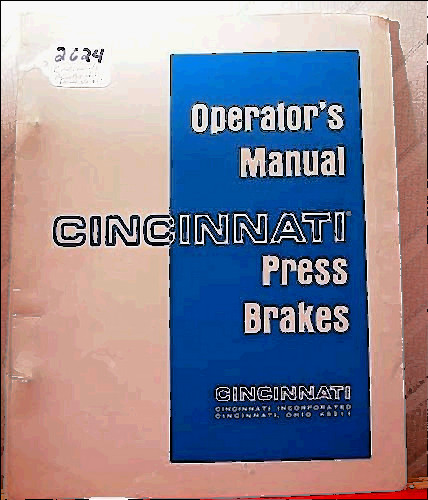 2624
Operator's
Manual
CINCINNATI®
Press
Brakes
CINCINNATI
CINCINNATI INCORPORATED
CINCINNATI, OHIO 45211